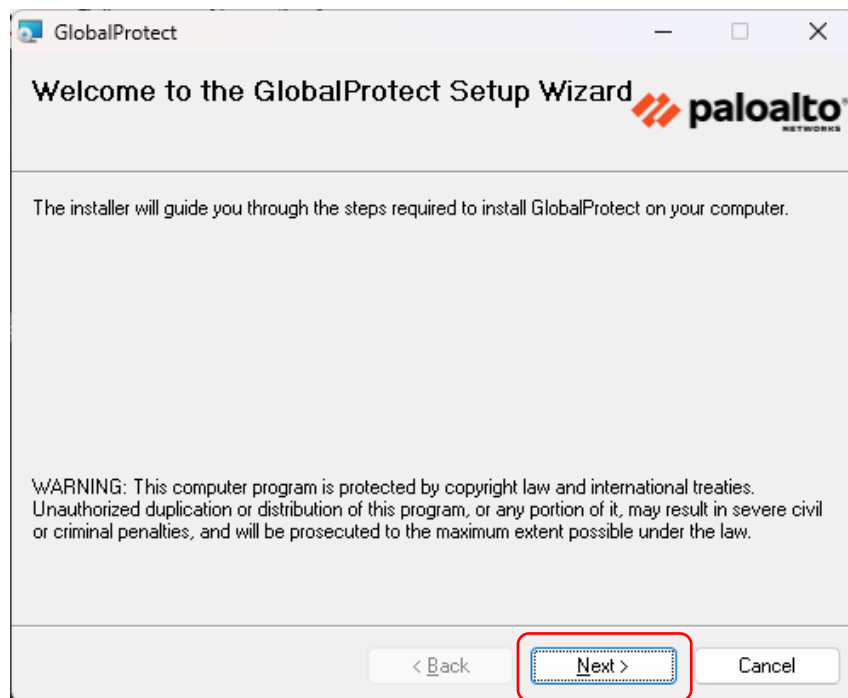 GlobalProtect
Welcome to the GlobalProtect Setup Wizard
paloalto
NETWORKS
The installer will guide you through the steps required to install GlobalProtect on your computer.
WARNING: This computer program is protected by copyright law and international treaties.
Unauthorized duplication or distribution of this program, or any portion of it, may result in severe civil
or criminal penalties, and will be prosecuted to the maximum extent possible under the law.
< Back
Next >
Cancel